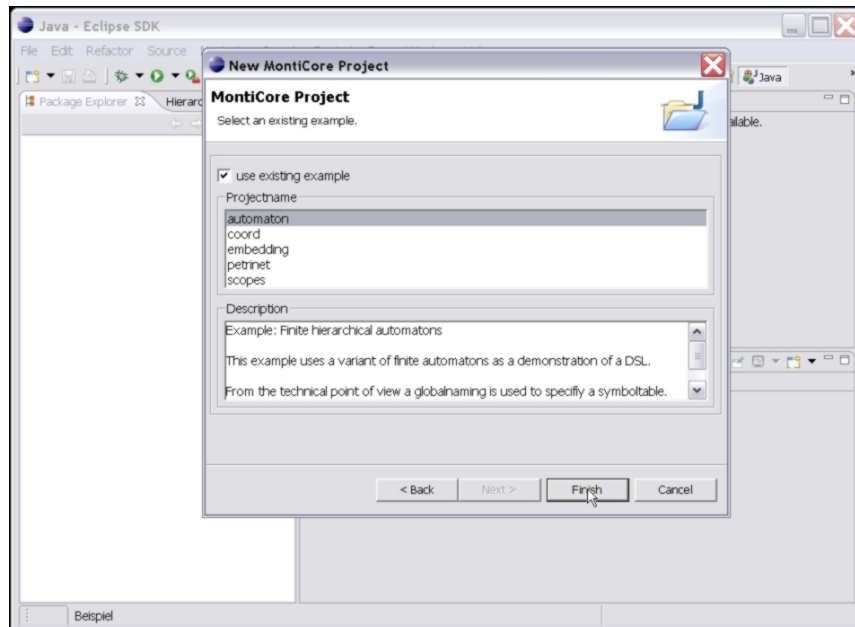 Java - Eclipse SDK
File Edit Refactor Source
Java
Package Explorer Hierarc
ailable.
New MontiCore Project
MontiCore Project
Select an existing example.
use existing example
Projectname
automaton
coord
embedding
petrinet
scopes
Description
Example: Finite hierarchical automatons
This example uses a variant of finite automatons as a demonstration of a DSL.
From the technical point of view a globalnaming is used to specifiy a symboltable.
< Back Next > Finish Cancel
Beispiel